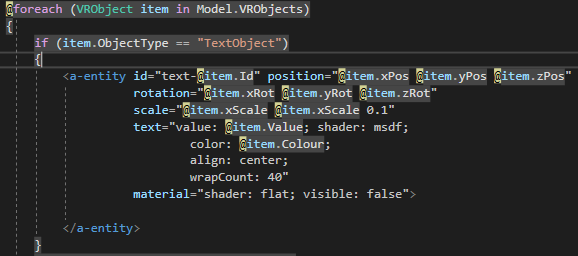 @foreach (VRObject item in Model.VRObjects)
{
if (item.ObjectType == "TextObject")
{
<a-entity id="text-@item.Id" position="@item.xPos @item.yPos @item.zPos"
rotation="@item.xRot @item.yRot @item.zRot"
scale="@item.xScale @item.xScale 0.1"
text="value: @item.Value; shader: msdf;
color: @item.Colour;
align: center;
wrapCount: 40"
material="shader: flat; visible: false">
</a-entity>
}